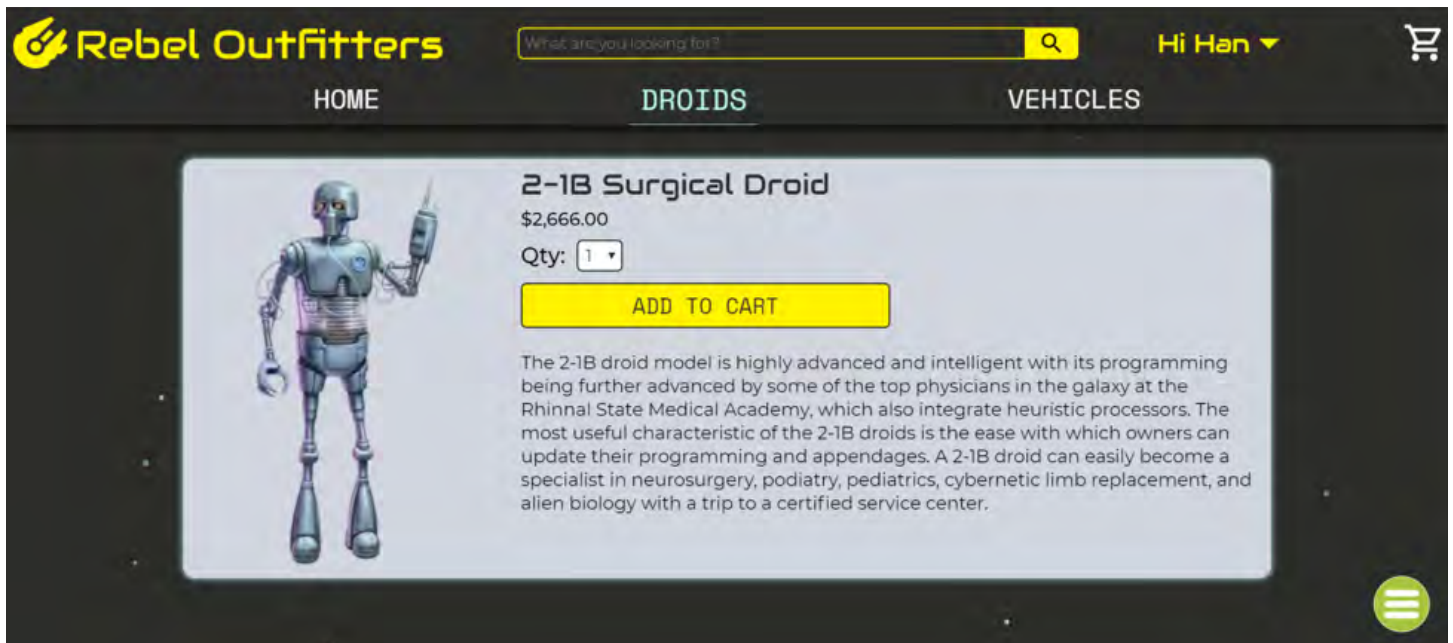 Rebel Outfitters
What are you looking for?
Hi Han
HOME
DROIDS
VEHICLES
2-1B Surgical Droid
$2,666.00
Qty: 1
ADD TO CART
The 2-1B droid model is highly advanced and intelligent with its programming
being further advanced by some of the top physicians in the galaxy at the
Rhinnal State Medical Academy, which also integrate heuristic processors. The
most useful characteristic of the 2-1B droids is the ease with which owners can
update their programming and appendages. A 2-1B droid can easily become a
specialist in neurosurgery, podiatry, pediatrics, cybernetic limb replacement, and
alien biology with a trip to a certified service center.